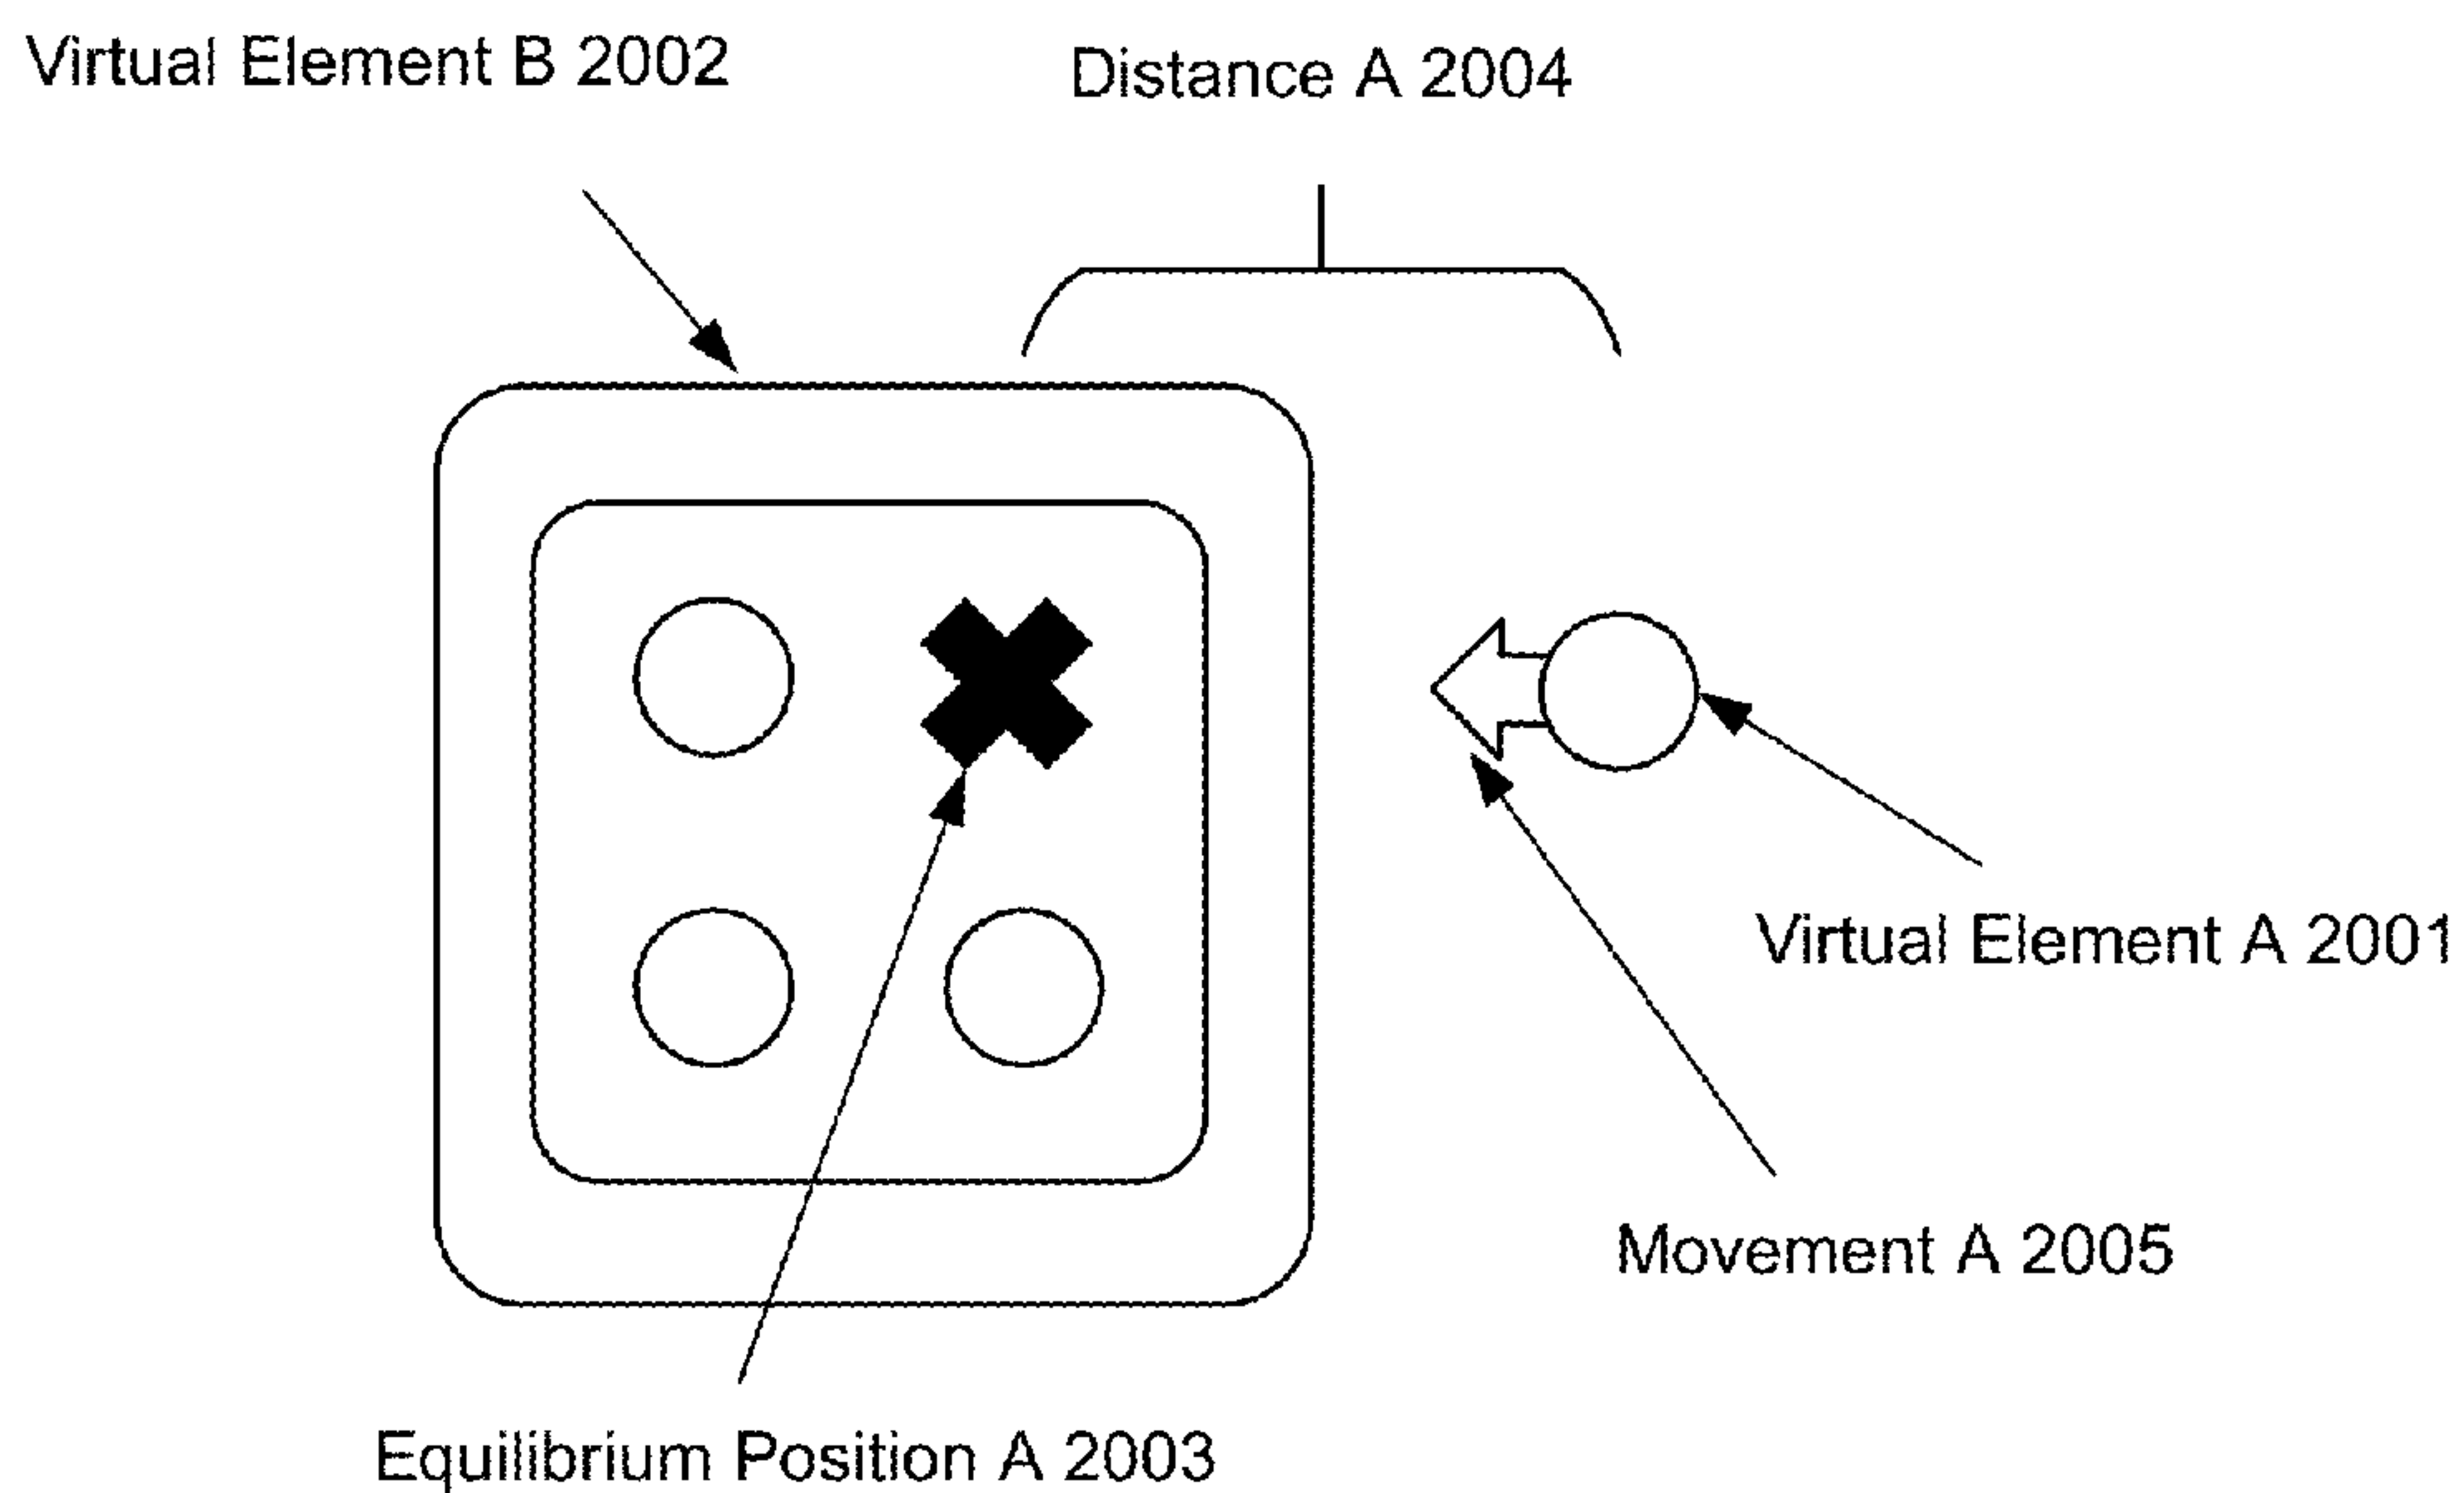 Virtual Element B 2002
Distance A 2004
Virtual Element A 2001
Movement A 2005
Equilibrium Position A 2003